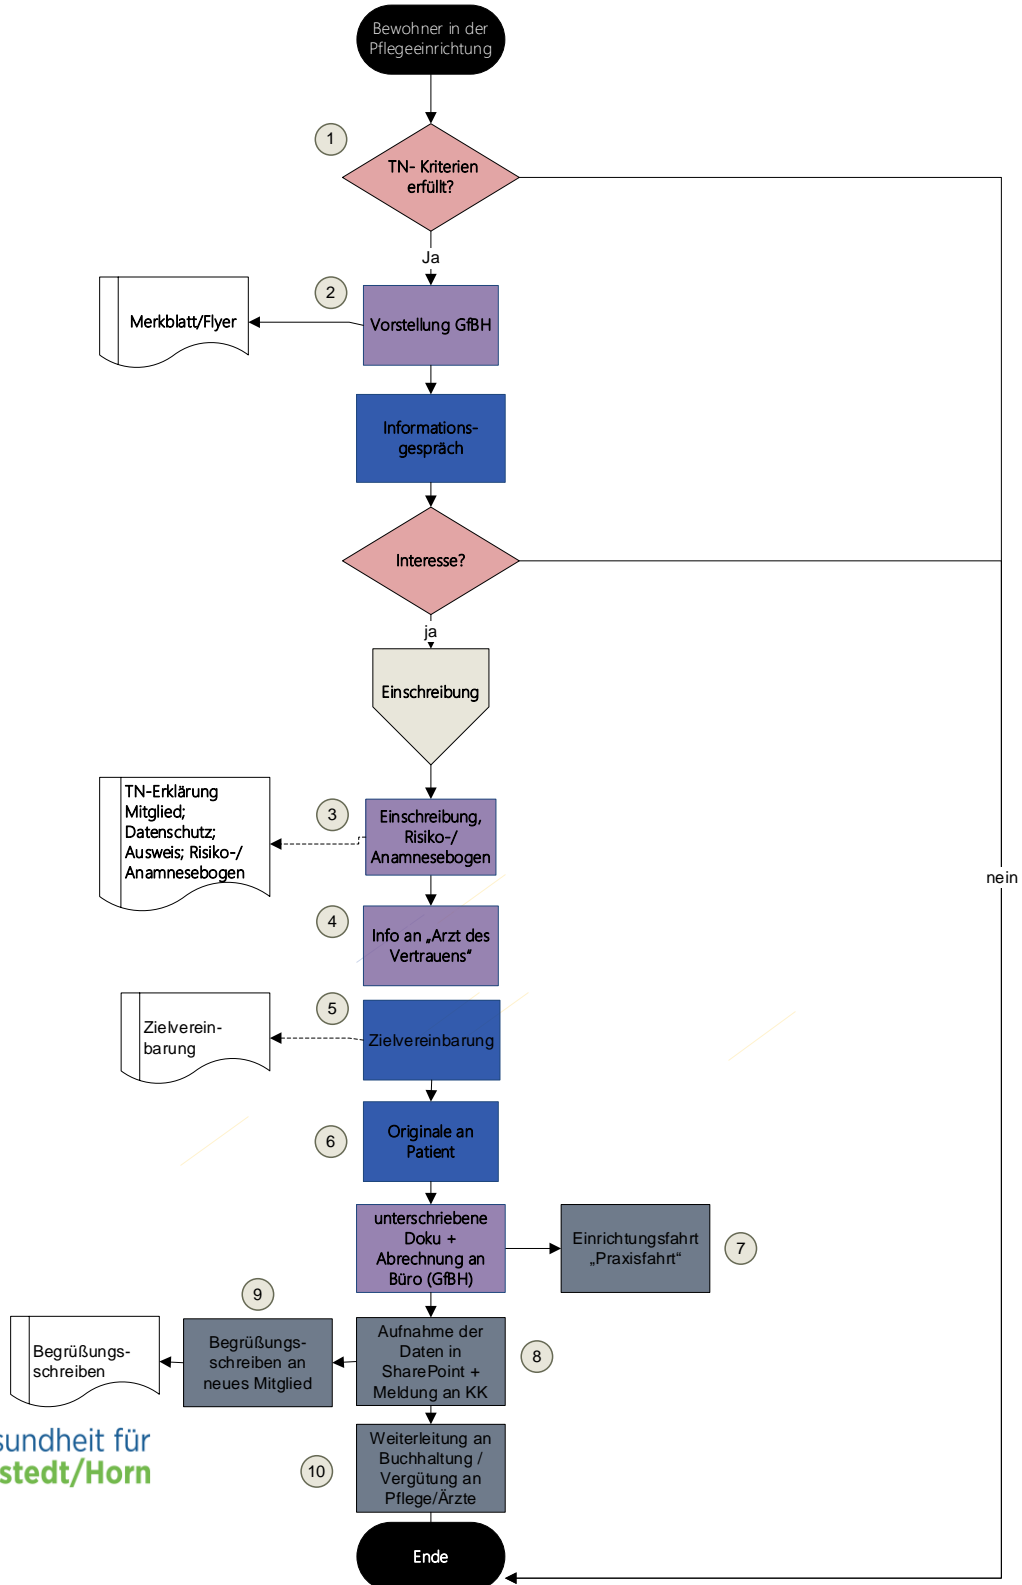 Bewohner in der
Pflegeeinrichtung
1
TN- Kriterien
erfüllt?
Ja
2
Merkblatt/Flyer
Vorstellung GfBH
Informations-
gespräch
Interesse?
ja
Einschreibung
TN-Erklärung
Mitglied;
Datenschutz;
Ausweis; Risiko-/
Anamnesebogen
3
Einschreibung,
Risiko-/
Anamnesebogen
nein
4
Info an „Arzt des
Vertrauens“
5
Zielverein-
barung
Zielvereinbarung
6
Originale an
Patient
unterschriebene
Doku +
Abrechnung an
Büro (GfBH)
Einrichtungsfahrt
„Praxisfahrt“
7
9
Begrüßungs-
schreiben
Begrüßungs-
schreiben an
neues Mitglied
Aufnahme der
Daten in
SharePoint +
Meldung an KK
8
sundheit für
stedt/Horn
10
Weiterleitung an
Buchhaltung /
Vergütung an
Pflege/Ärzte
Ende